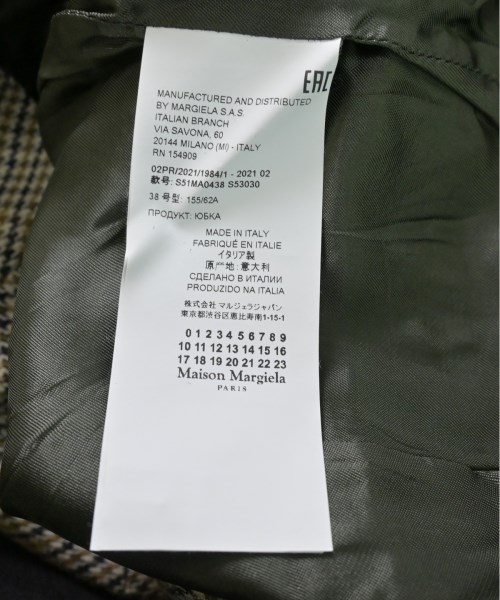 EAC
MANUFACTURED AND DISTRIBUTED
BY MARGIELA S.A.S.
ITALIAN BRANCH
VIA SAVONA, 60
20144 MILANO (MI) - ITALY
RN 154909
02PR/2021/1984/1 - 2021 02
款号: S51MA0438 S53030
38 号型: 155/62A
ПРОДУКТ: ЮБКА
MADE IN ITALY
FABRIQUÉ EN ITALIE
イタリア製
原产地: 意大利
СДЕЛАНО В ИТАЛИИ
PRODUZIDO NA ITALIA
株式会社 マルジェラジャパン
東京都渋谷区恵比寿南1-15-1
0 1 2 3 4 5 6 7 8 9
10 11 12 13 14 15 16
17 18 19 20 21 22 23
Maison Margiela
PARIS